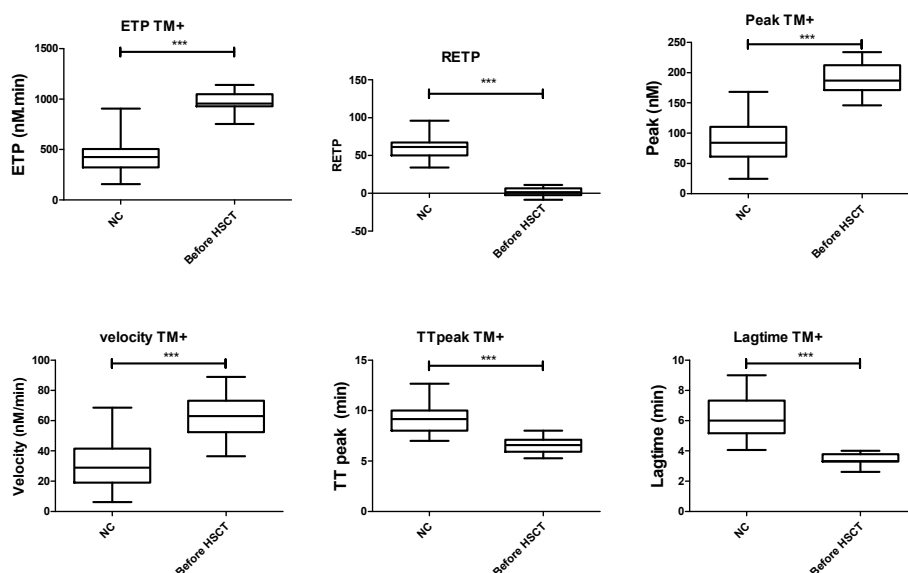 ETP TM+
***
ETP (nM.min)
1500
1000
500
0
NC
Before HSCT
RETP
***
RETP
150
100
50
0
-50
NC
Before HSCT
Peak TM+
***
Peak (nM)
250
200
150
100
50
0
NC
Before HSCT
velocity TM+
***
Velocity (nM/min)
100
80
60
40
20
0
NC
Before HSCT
TTpeak TM+
***
TT peak (min)
15
10
5
0
NC
Before HSCT
Lagtime TM+
***
Lagtime (min)
10
8
6
4
2
0
NC
Before HSCT